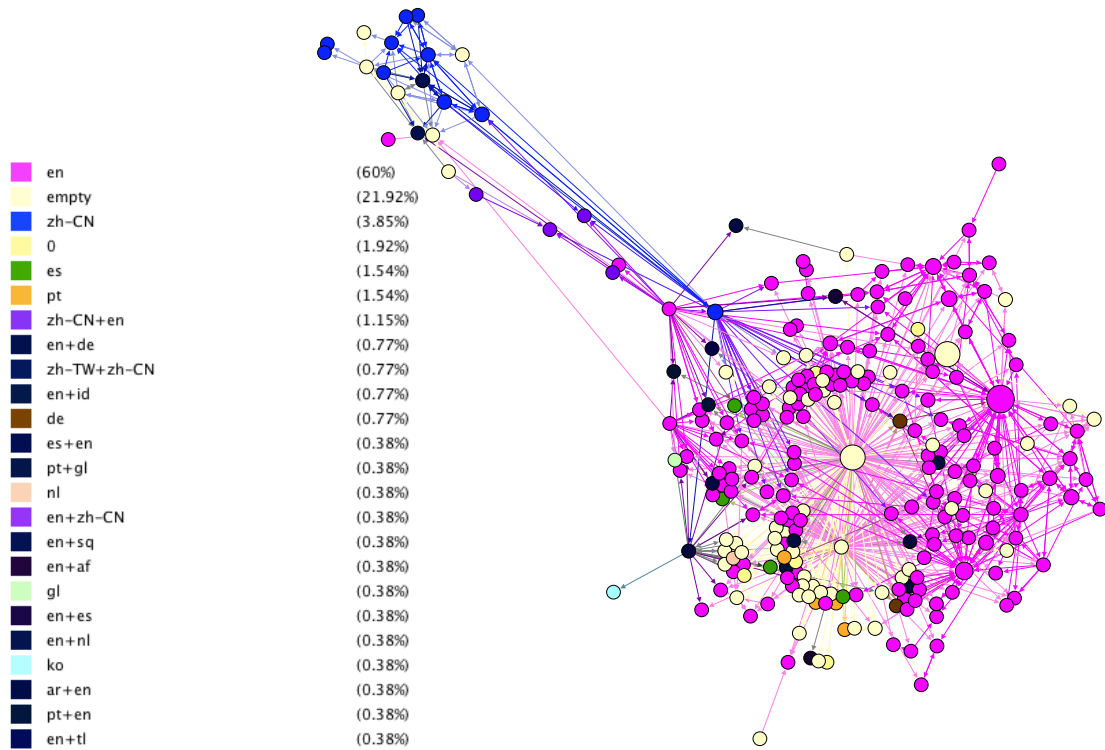 en (60%)
empty (21.92%)
zh-CN (3.85%)
0 (1.92%)
es (1.54%)
pt (1.54%)
zh-CN+en (1.15%)
en+de (0.77%)
zh-TW+zh-CN (0.77%)
en+id (0.77%)
de (0.77%)
es+en (0.38%)
pt+gl (0.38%)
nl (0.38%)
en+zh-CN (0.38%)
en+sq (0.38%)
en+af (0.38%)
gl (0.38%)
en+es (0.38%)
en+nl (0.38%)
ko (0.38%)
ar+en (0.38%)
pt+en (0.38%)
en+tl (0.38%)